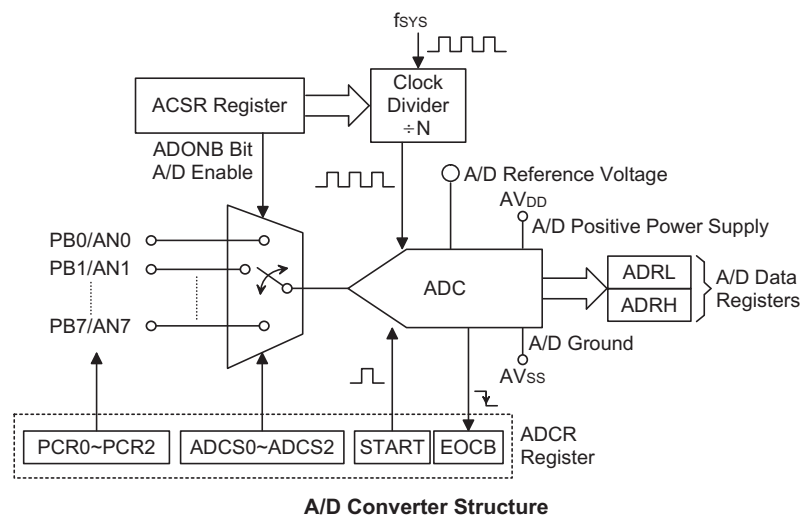 fSYS
ACSR Register
Clock
Divider
÷N
ADONB Bit
A/D Enable
A/D Reference Voltage
AVDD
A/D Positive Power Supply
PB0/AN0
PB1/AN1
PB7/AN7
ADC
ADRL
ADRH
A/D Data
Registers
A/D Ground
AVSS
PCR0~PCR2
ADCS0~ADCS2
START
EOCB
ADCR
Register
A/D Converter Structure